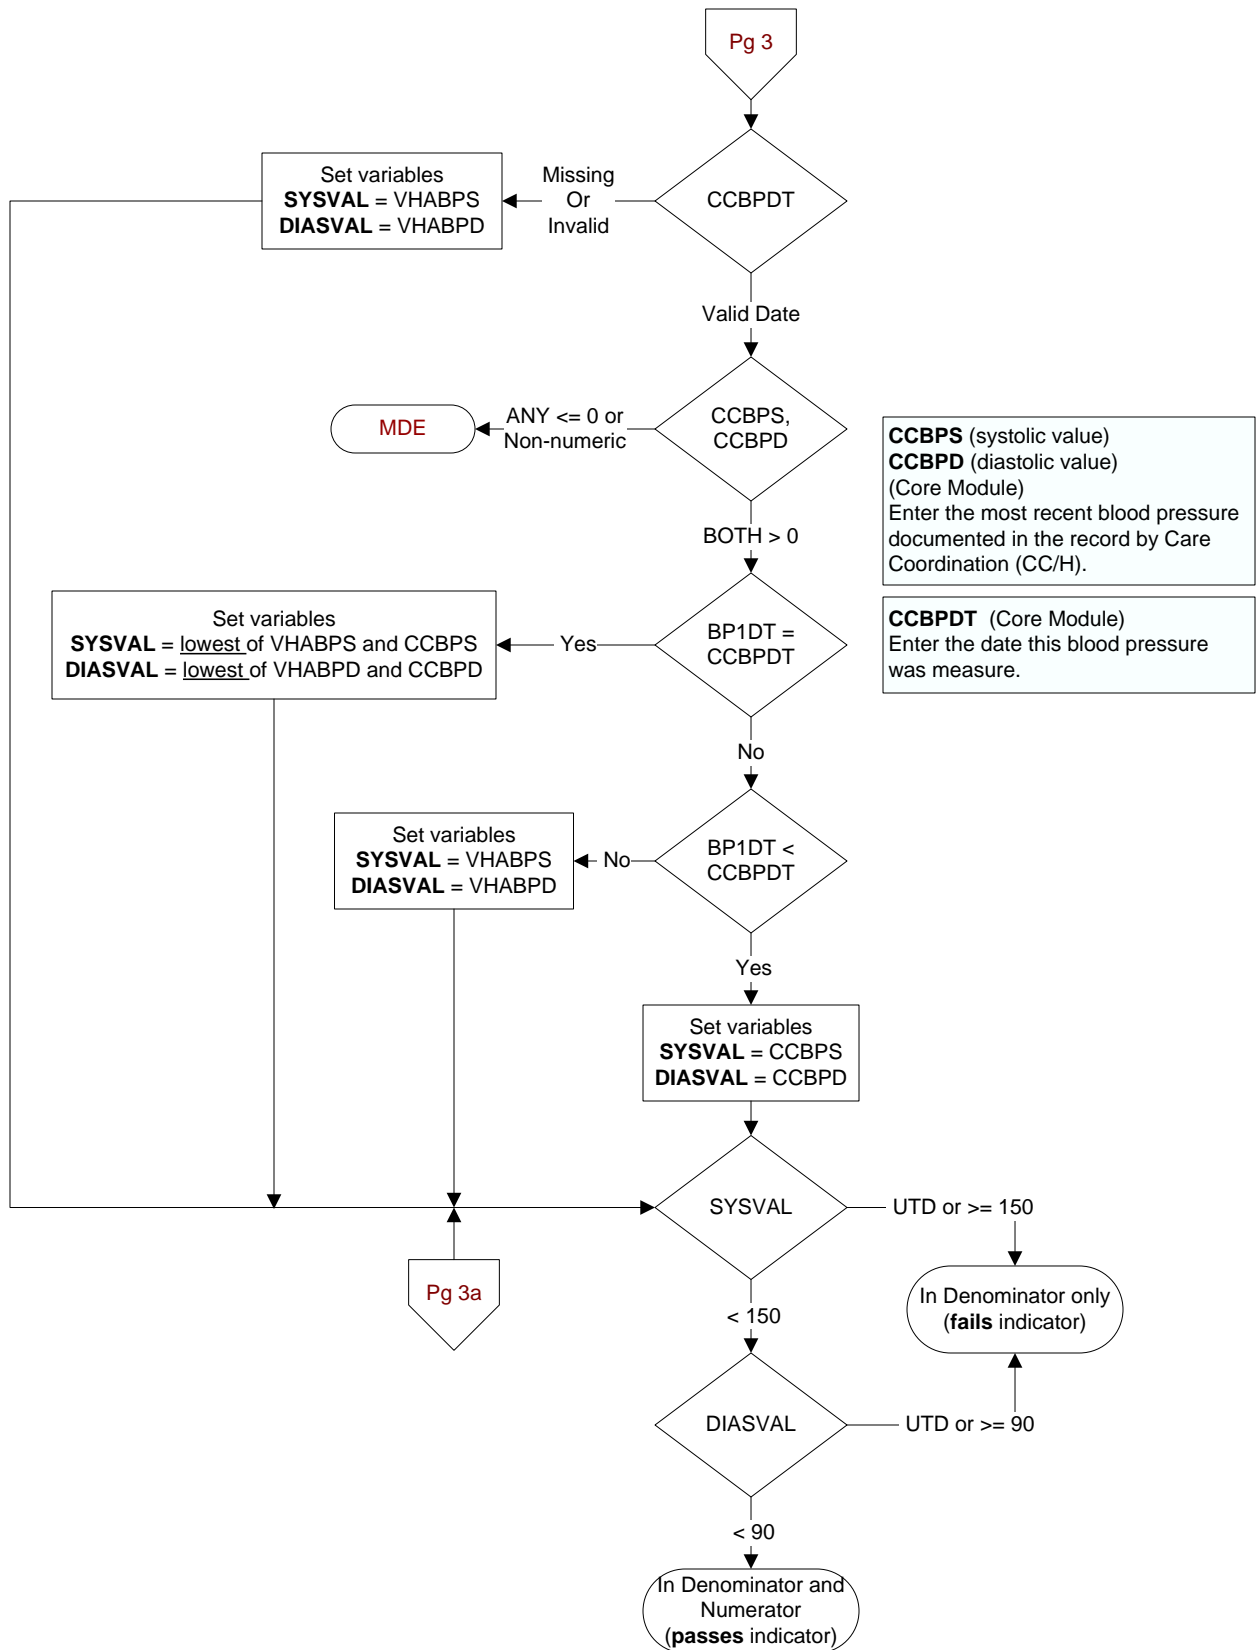 Pg 3
CCBPDT
Missing
Or
Invalid
Set variables
SYSVAL = VHABPS
DIASVAL = VHABPD
Valid Date
CCBPS,
CCBPD
ANY <= 0 or
Non-numeric
MDE
CCBPS (systolic value)
CCBPD (diastolic value)
(Core Module)
Enter the most recent blood pressure
documented in the record by Care
Coordination (CC/H).
BOTH > 0
CCBPDT (Core Module)
Enter the date this blood pressure
was measure.
BP1DT =
CCBPDT
Yes
Set variables
SYSVAL = lowest of VHABPS and CCBPS
DIASVAL = lowest of VHABPD and CCBPD
No
BP1DT <
CCBPDT
No
Set variables
SYSVAL = VHABPS
DIASVAL = VHABPD
Yes
Set variables
SYSVAL = CCBPS
DIASVAL = CCBPD
SYSVAL
UTD or >= 150
Pg 3a
In Denominator only
(fails indicator)
< 150
DIASVAL
UTD or >= 90
< 90
In Denominator and
Numerator
(passes indicator)